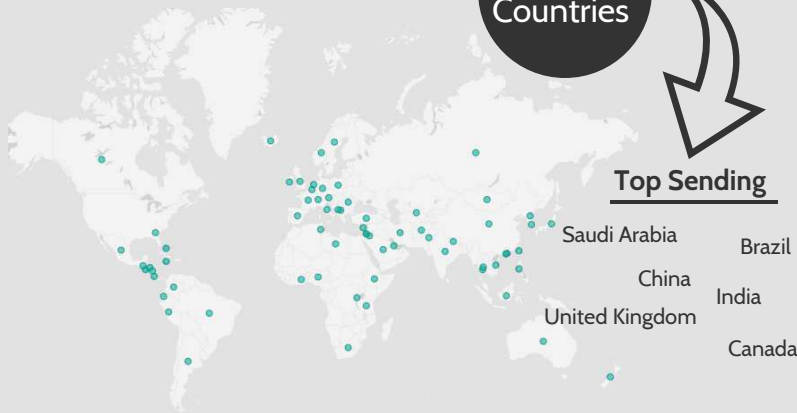 Countries
Top Sending
Saudi Arabia
Brazil
China
India
United Kingdom
Canada